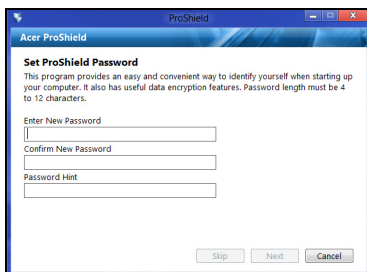 ProShield
Acer ProShield
Set ProShield Password
This program provides an easy and convenient way to identify yourself when starting up
your computer. It also has useful data encryption features. Password length must be 4
to 12 characters.
Enter New Password
Confirm New Password
Password Hint
Skip
Next
Cancel